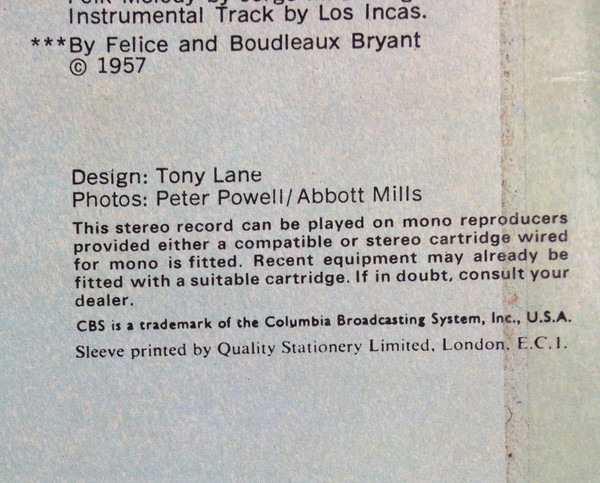 Instrumental Track by Los Incas.
***By Felice and Boudleaux Bryant
© 1957
Design: Tony Lane
Photos: Peter Powell/Abbott Mills
This stereo record can be played on mono reproducers
provided either a compatible or stereo cartridge wired
for mono is fitted. Recent equipment may already be
fitted with a suitable cartridge. If in doubt, consult your
dealer.
CBS is a trademark of the Columbia Broadcasting System, Inc., U.S.A.
Sleeve printed by Quality Stationery Limited, London, E.C.1.